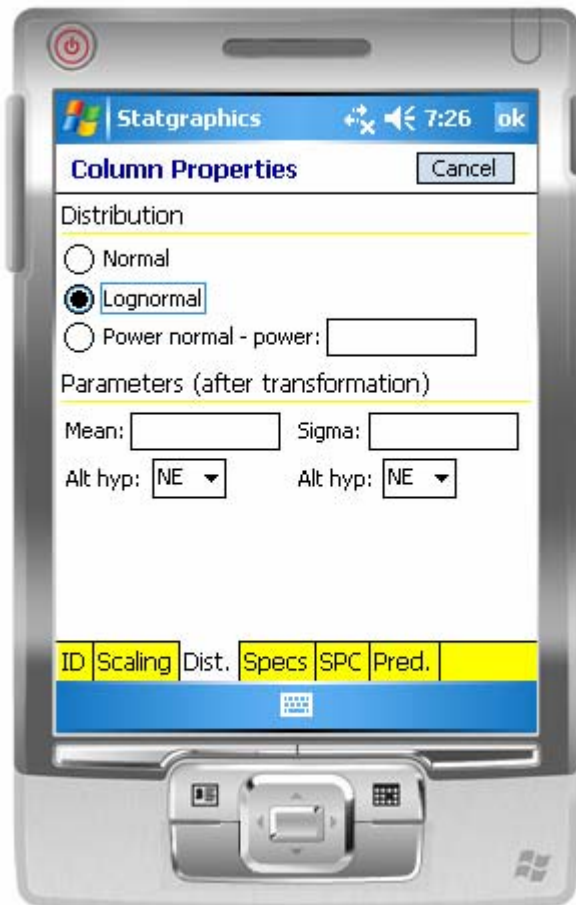 Statgraphics 7:26 ok
Column Properties Cancel
Distribution
Normal
Lognormal
Power normal - power:
Parameters (after transformation)
Mean: Sigma:
Alt hyp: NE Alt hyp: NE
ID Scaling Dist. Specs SPC Pred.